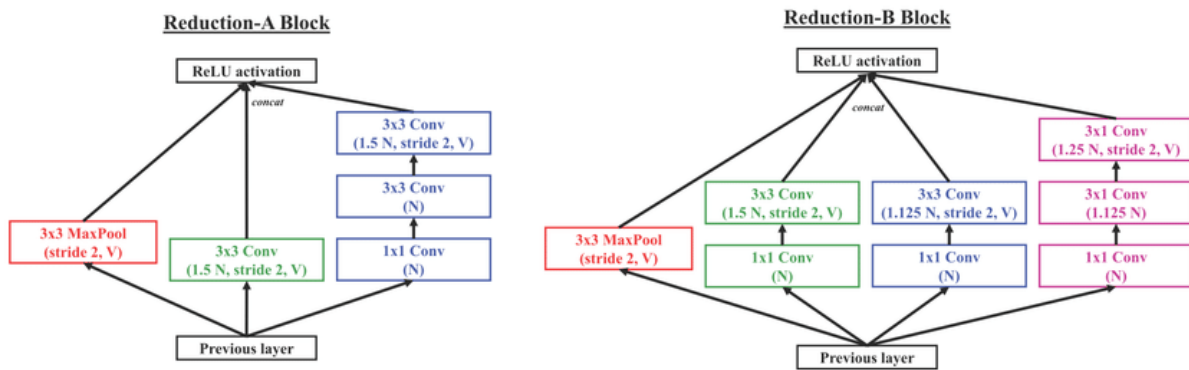 Reduction-A Block
ReLU activation
concat
3x3 Conv
(1.5 N, stride 2, V)
3x3 Conv
(N)
3x3 MaxPool
(stride 2, V)
3x3 Conv
(1.5 N, stride 2, V)
1x1 Conv
(N)
Previous layer
Reduction-B Block
ReLU activation
concat
3x1 Conv
(1.25 N, stride 2, V)
3x3 Conv
(1.5 N, stride 2, V)
3x3 Conv
(1.125 N, stride 2, V)
3x1 Conv
(1.125 N)
3x3 MaxPool
(stride 2, V)
1x1 Conv
(N)
1x1 Conv
(N)
1x1 Conv
(N)
Previous layer